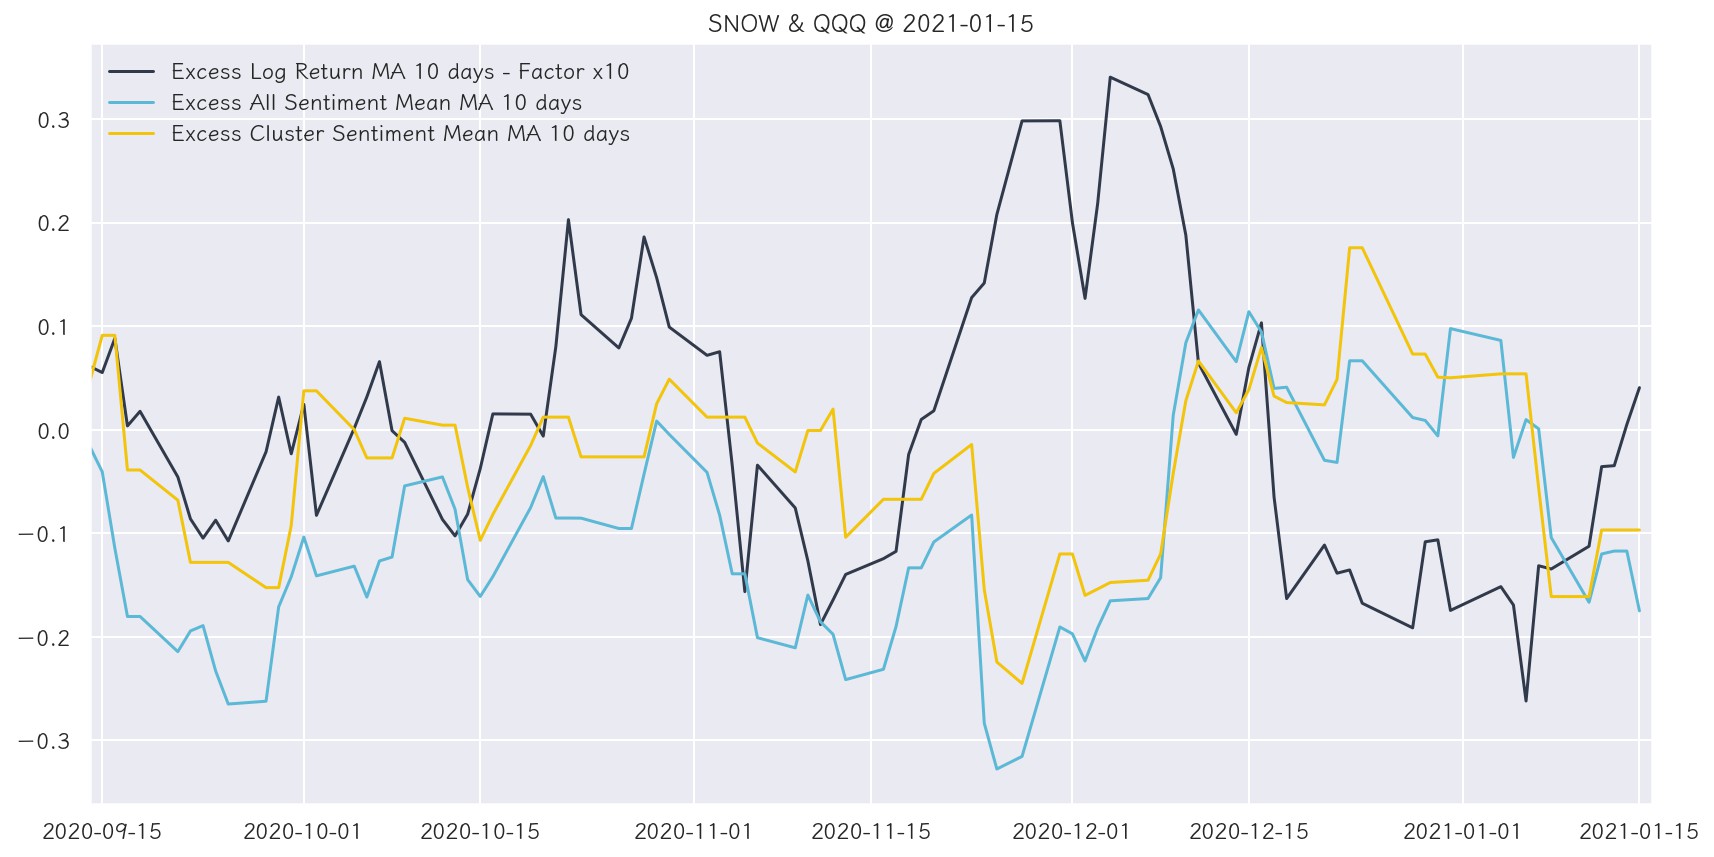 SNOW & QQQ @ 2021-01-15
Excess Log Return MA 10 days - Factor x10
Excess All Sentiment Mean MA 10 days
Excess Cluster Sentiment Mean MA 10 days
0.3
0.2
0.1
0.0
−0.1
−0.2
−0.3
2020-09-15 2020-10-01 2020-10-15 2020-11-01 2020-11-15 2020-12-01 2020-12-15 2021-01-01 2021-01-15